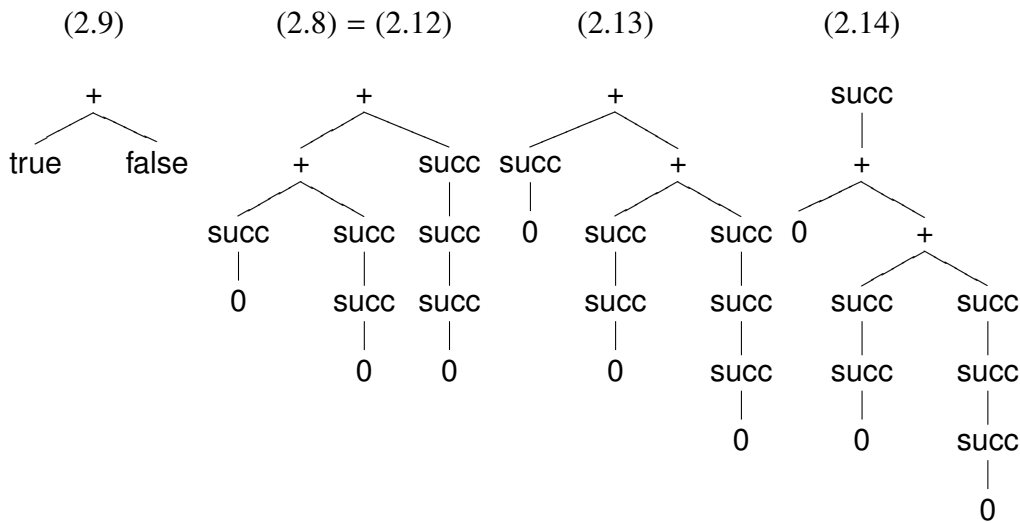 (2.9) (2.8) = (2.12) (2.13) (2.14)
+ + + succ
true false + succ succ + +
succ succ succ 0 succ succ 0 +
0 succ succ succ succ succ succ
0 0 0 succ succ succ
0 0 succ
0